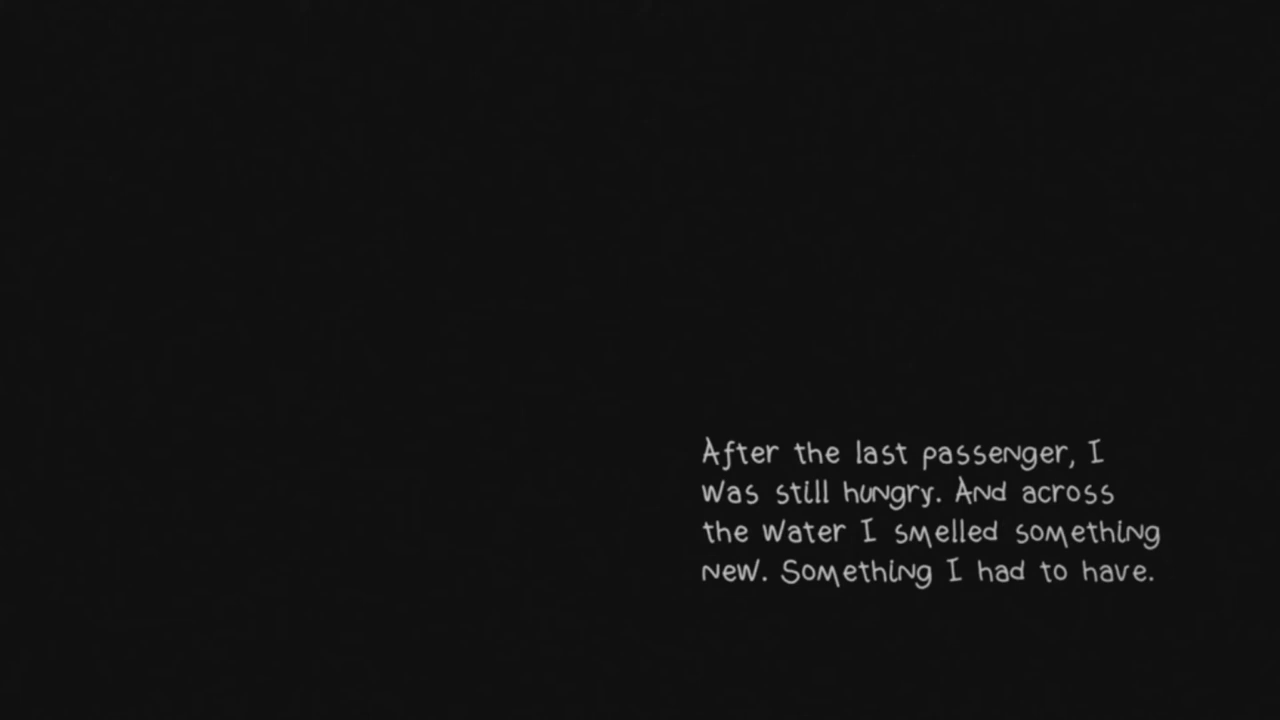 After the last passenger, I
was still hungry. And across
the water I smelled something
new. Something I had to have.